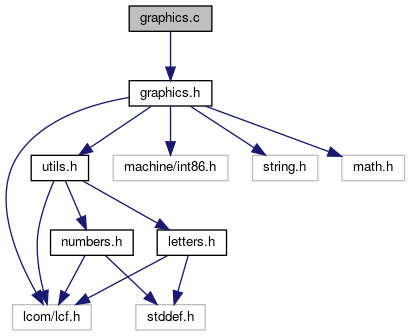 graphics.c
graphics.h
utils.h
machine/int86.h
string.h
math.h
numbers.h
letters.h
lcom/lcf.h
stddef.h